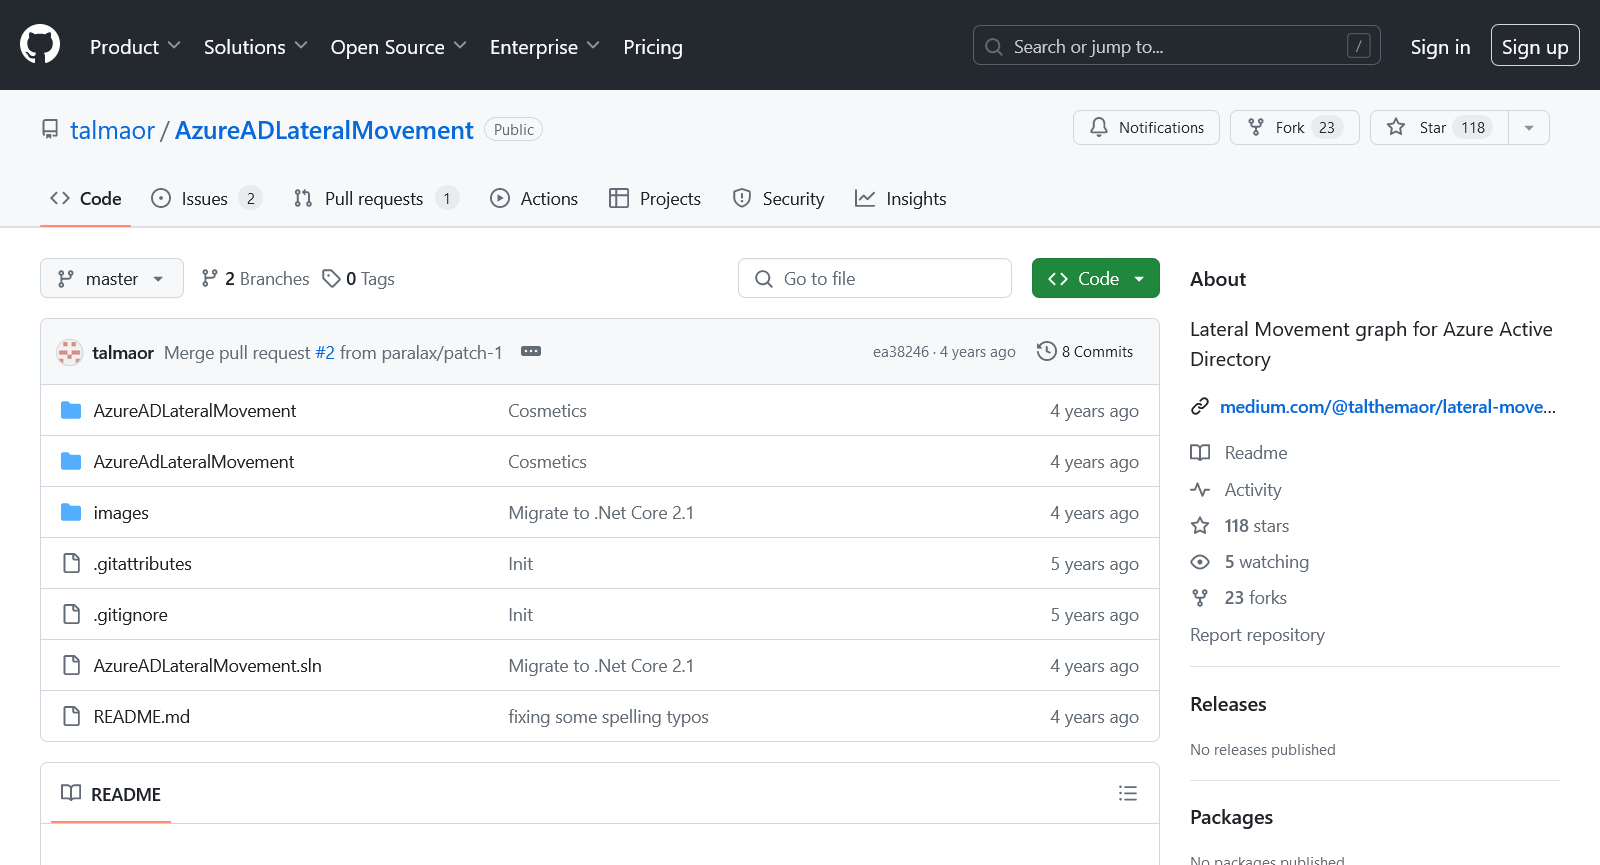 Product Solutions Open Source Enterprise Pricing Search or jump to... / Sign in Sign up
talmaor / AzureADLateralMovement Public Notifications Fork 23 Star 118
Code Issues 2 Pull requests 1 Actions Projects Security Insights
master 2 Branches 0 Tags Go to file Code
talmaor Merge pull request #2 from paralax/patch-1 ea38246 · 4 years ago 8 Commits
AzureADLateralMovement Cosmetics 4 years ago
AzureAdLateralMovement Cosmetics 4 years ago
images Migrate to .Net Core 2.1 4 years ago
.gitattributes Init 5 years ago
.gitignore Init 5 years ago
AzureADLateralMovement.sln Migrate to .Net Core 2.1 4 years ago
README.md fixing some spelling typos 4 years ago
README
About
Lateral Movement graph for Azure Active
Directory
medium.com/@talthemaor/lateral-move...
Readme
Activity
118 stars
5 watching
23 forks
Report repository
Releases
No releases published
Packages
No packages published